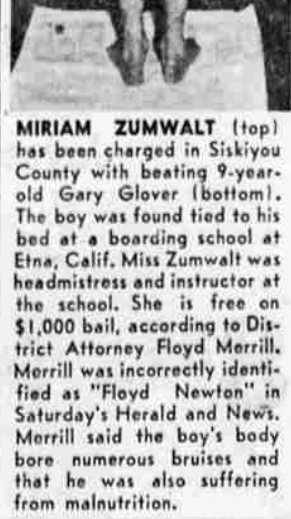 MIRIAM ZUMWALT (top)
has been charged in Siskiyou
County with beating 9-year-
old Gary Glover (bottom).
The boy was found tied to his
bed at a boarding school at
Etna, Calif. Miss Zumwalt was
headmistress and instructor at
the school. She is free on
$1,000 bail, according to Dis-
trict Attorney Floyd Merrill.
Merrill was incorrectly identi-
fied as "Floyd Newton" in
Saturday's Herald and News.
Merrill said the boy's body
bore numerous bruises and
that he was also suffering
from malnutrition.